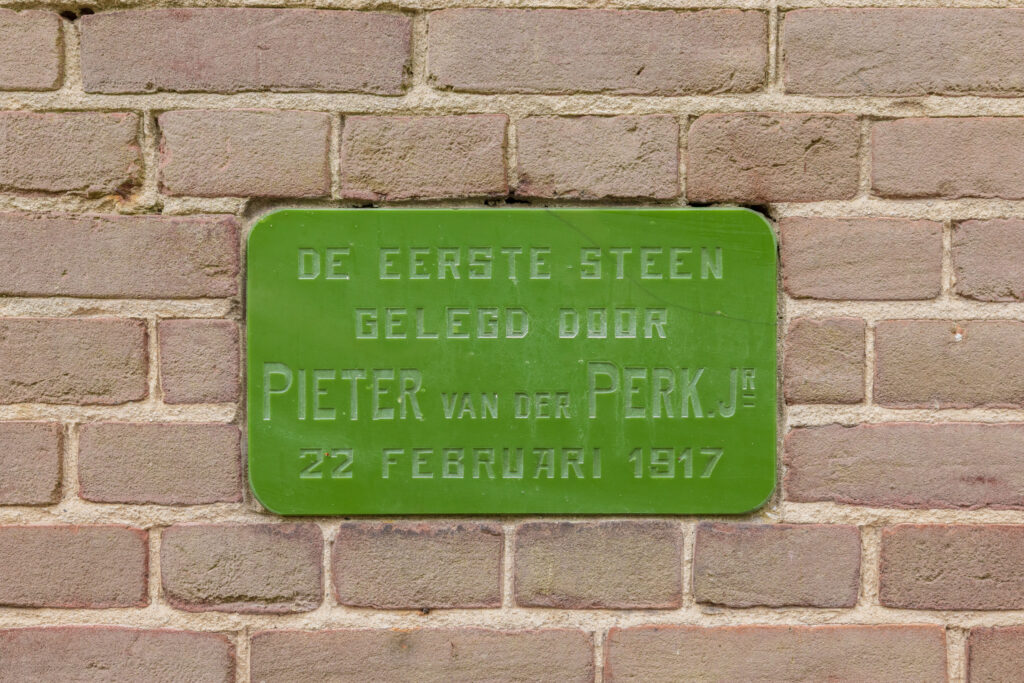 DE EERSTE STEEN
GELEGD DOOR
PIETER VAN DER PERK. JR
22 FEBRUARI 1917